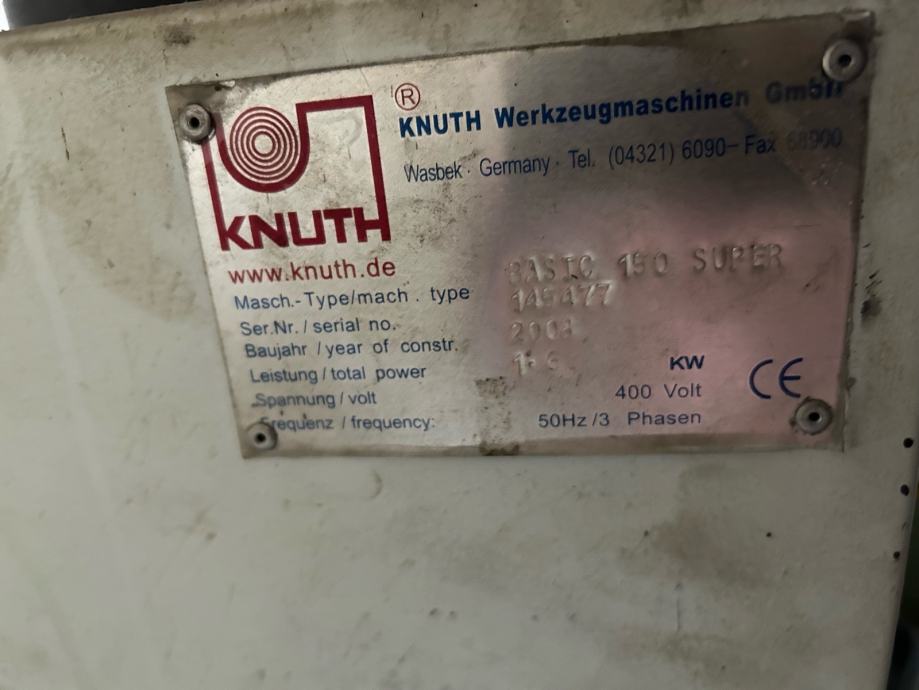 ®
KNUTH Werkzeugmaschinen GmbH
Wasbek · Germany · Tel. (04321) 6090-Fax 68900
KNUTH
www.knuth.de
Masch.-Type/mach. type BASIC 150 SUPER
Ser.Nr./ serial no.
Baujahr / year of constr.
Leistung / total power KW
Spannung / volt 400 Volt
Frequenz / frequency: 50Hz/3 Phasen
CE